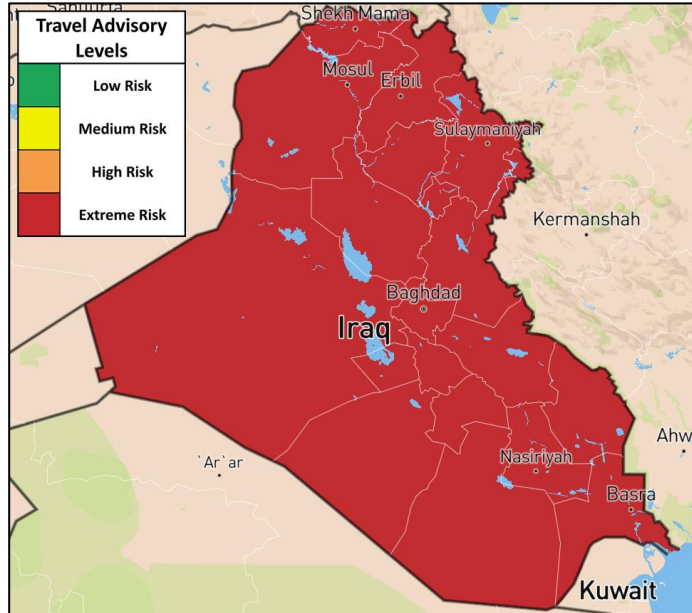 Shekh Mama
Travel Advisory
Levels
Low Risk
Medium Risk
High Risk
Extreme Risk
Mosul
Erbil
Sulaymaniyah
Kermanshah
Baghdad
Iraq
`Ar`ar
Nasiriyah
Ahw
Basra
Kuwait